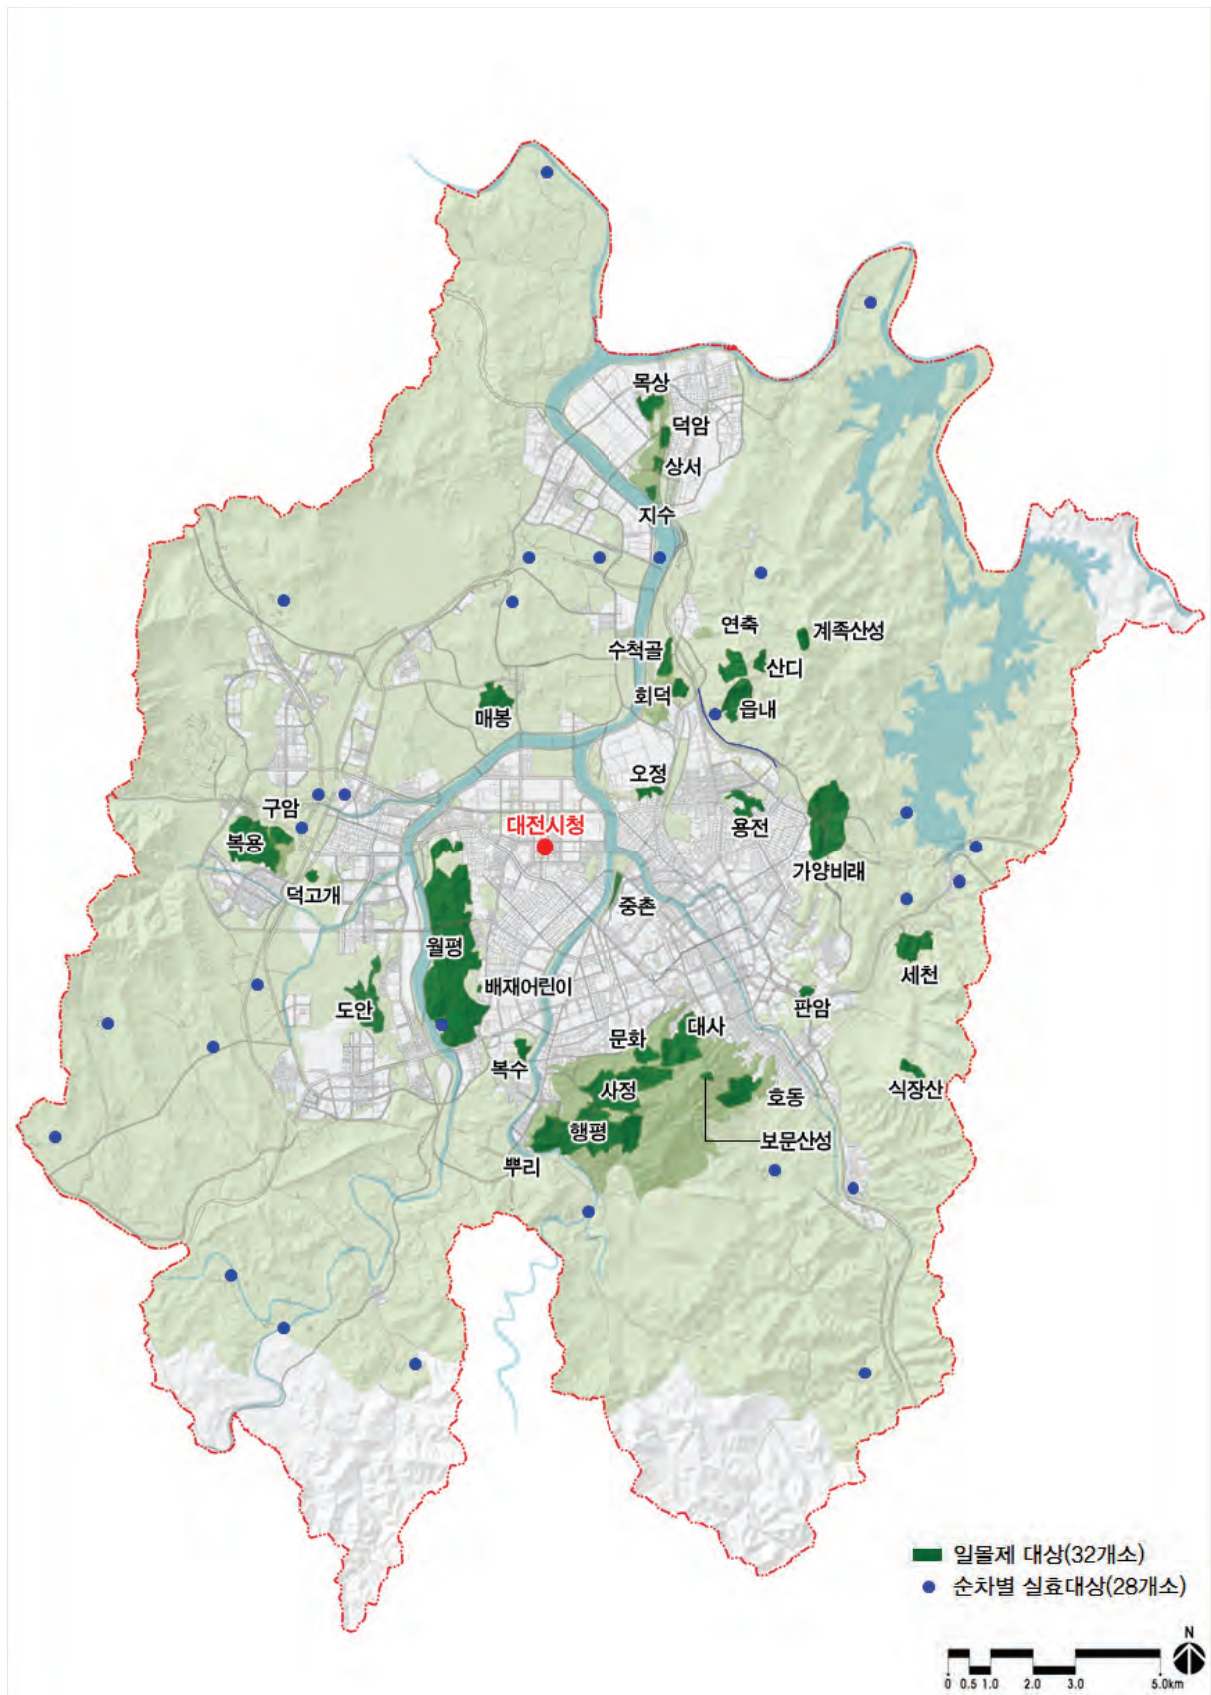 목상
덕암
상서
지수
연축
계족산성
수척골
산디
회덕
읍내
매봉
오정
구암
대전시청
용전
복용
가양비래
덕고개
중촌
월평
세천
배재어린이
도안
판암
대사
문화
복수
사정
식장산
호동
행평
보문산성
뿌리
일몰제 대상(32개소)
순차별 실효대상(28개소)
N
0 0.5 1.0 2.0 3.0 5.0km